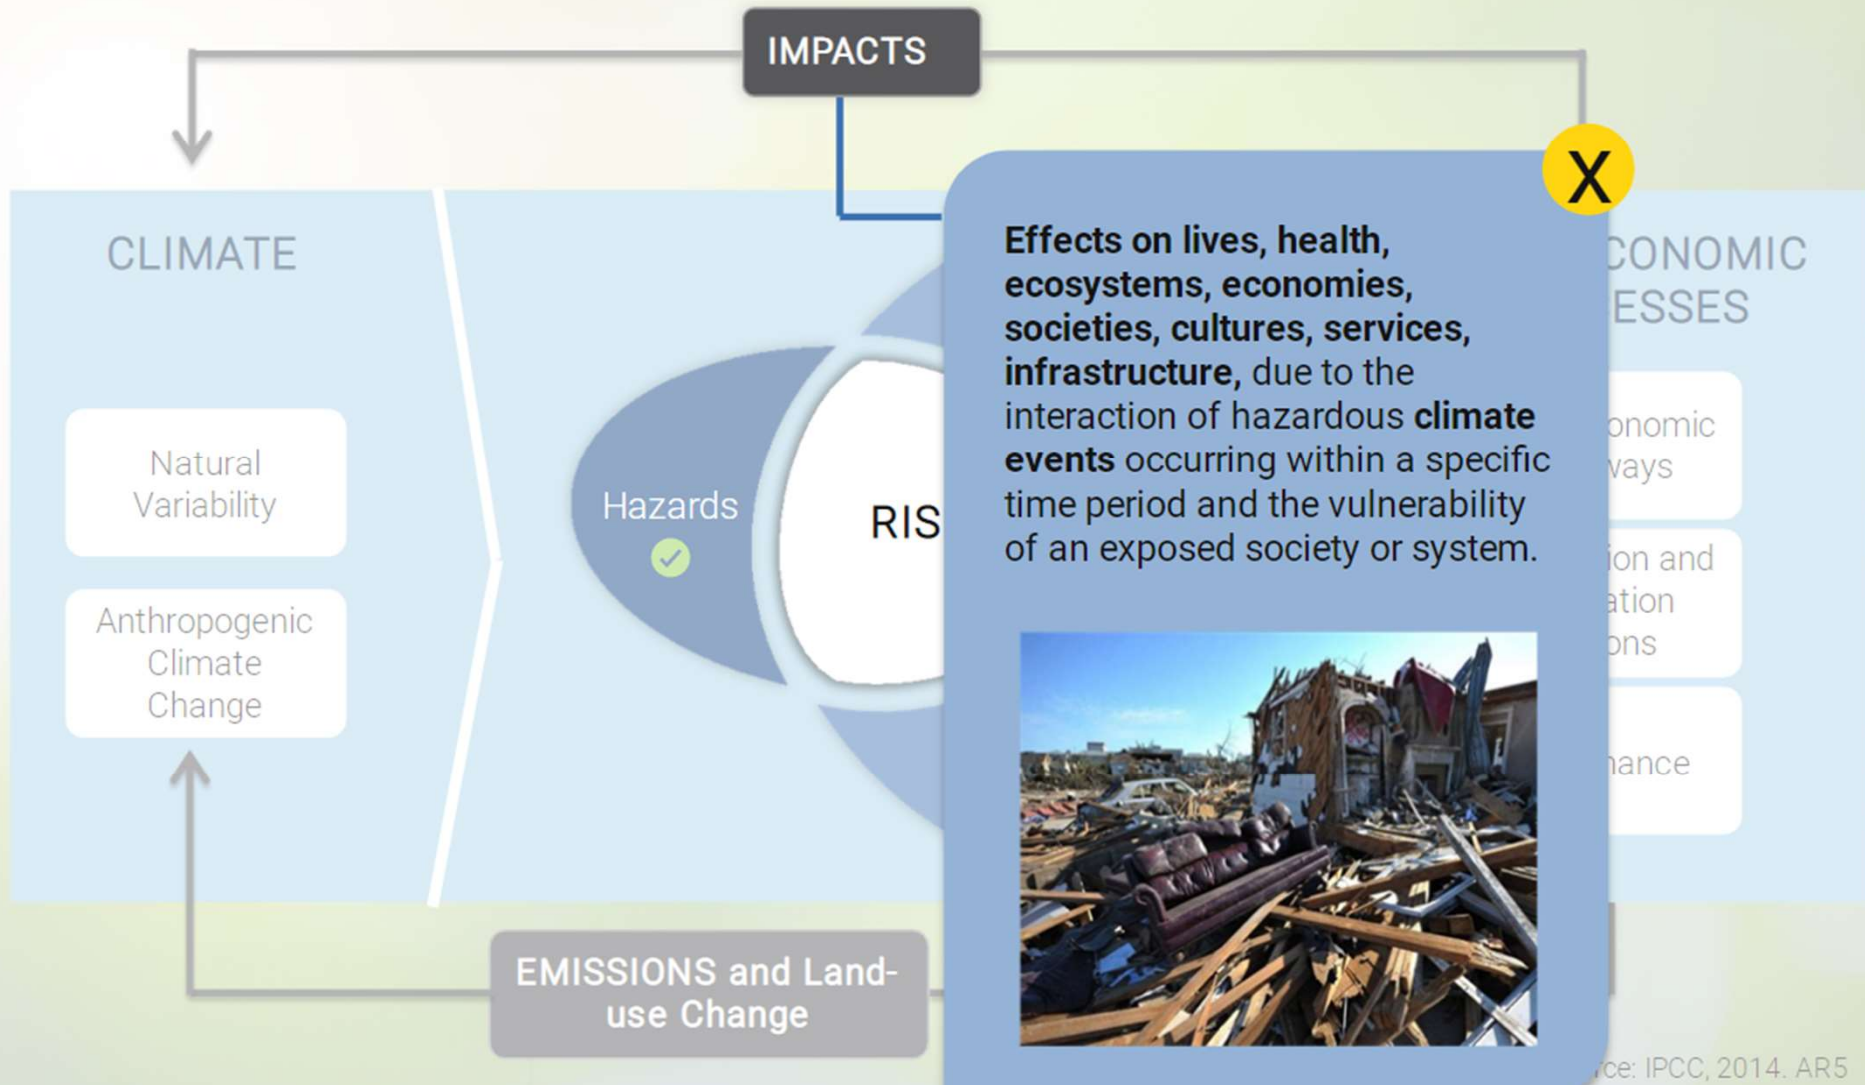 IMPACTS
CLIMATE
Natural
Variability
Anthropogenic
Climate
Change
Hazards
RIS
X
Effects on lives, health,
ecosystems, economies,
societies, cultures, services,
infrastructure, due to the
interaction of hazardous climate
events occurring within a specific
time period and the vulnerability
of an exposed society or system.
CONOMIC
ESSES
onomic
ways
ion and
ation
ons
nance
EMISSIONS and Land-
use Change
rce: IPCC, 2014. AR5